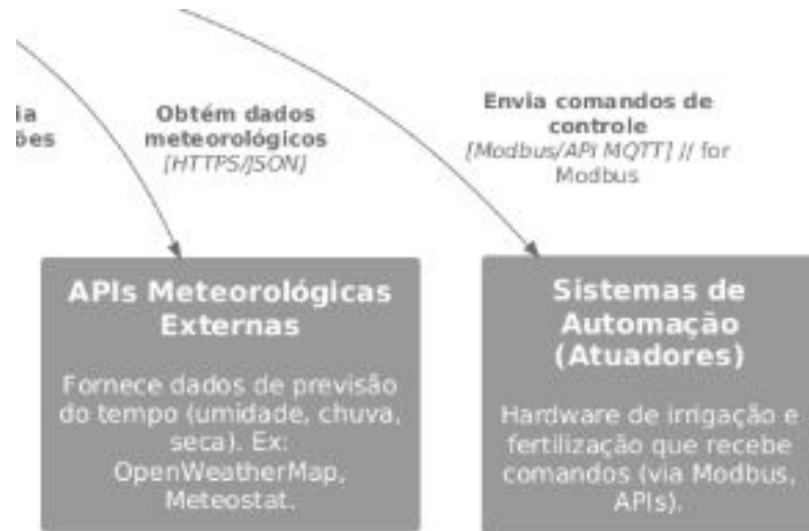 ia
ões
Obtém dados
meteorológicos
[HTTPS/JSON]
Envia comandos de
controle
[Modbus/API MQTT] // for
Modbus
APIs Meteorológicas
Externas
Fornece dados de previsão
do tempo (umidade, chuva,
seca). Ex:
OpenWeatherMap,
Meteostat.
Sistemas de
Automação
(Atuadores)
Hardware de irrigação e
fertilização que recebe
comandos (via Modbus,
APIs).